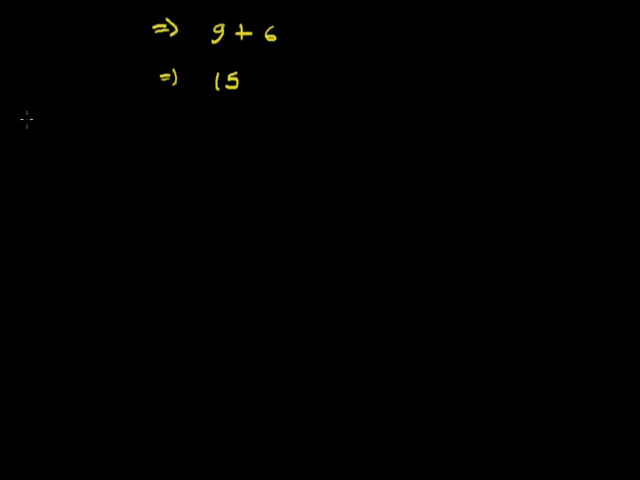 => 9 + 6
=> 15